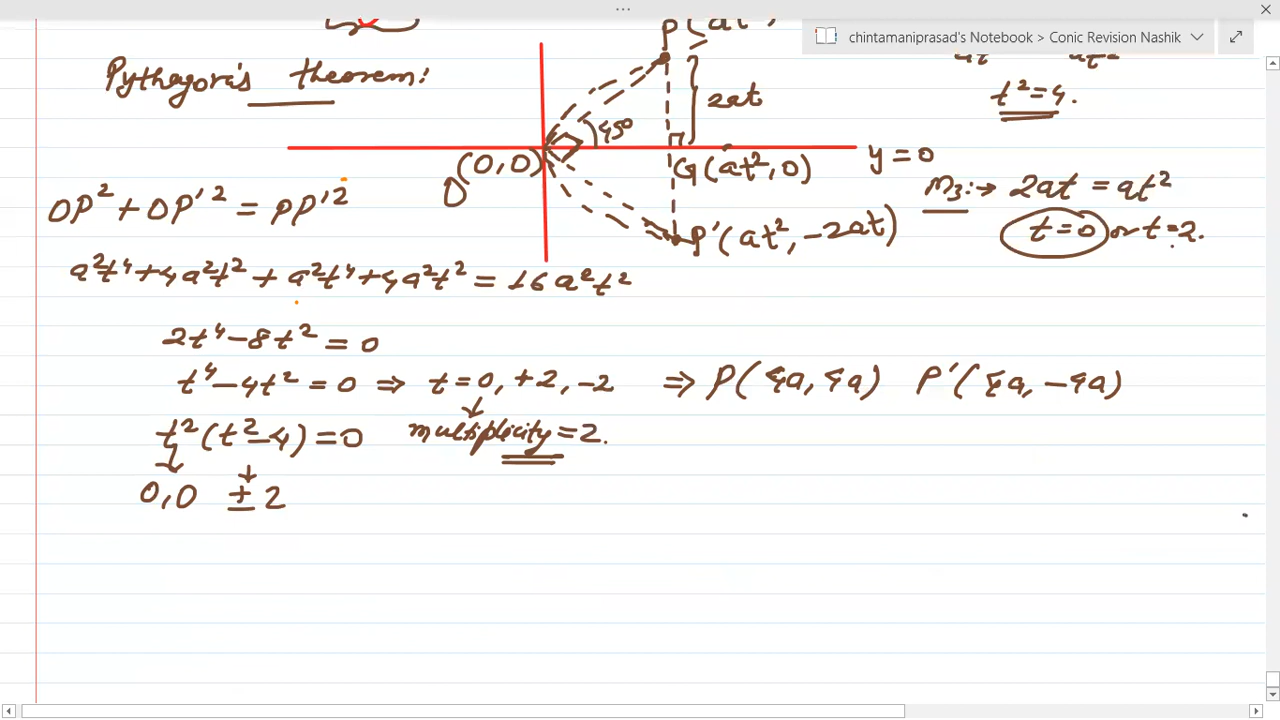 chintamaniprasad's Notebook > Conic Revision Nashik
P(at²,
Pythagora's theorem:
2at
45°
t²=4.
(0,0)
O
G(at²,0)
y=0
M₃:→ 2at = at²
t=0 or t=2.
OP² + OP'² = PP'²
P'(at², -2at)
a²t⁴+4a²t² + a²t⁴+4a²t² = 16a²t²
2t⁴-8t² = 0
t⁴-4t² = 0 ⇒ t=0, +2, -2 ⇒ P(4a, 4a) P'(4a, -4a)
t²(t²-4)=0 multiplicity=2.
0,0 ±2